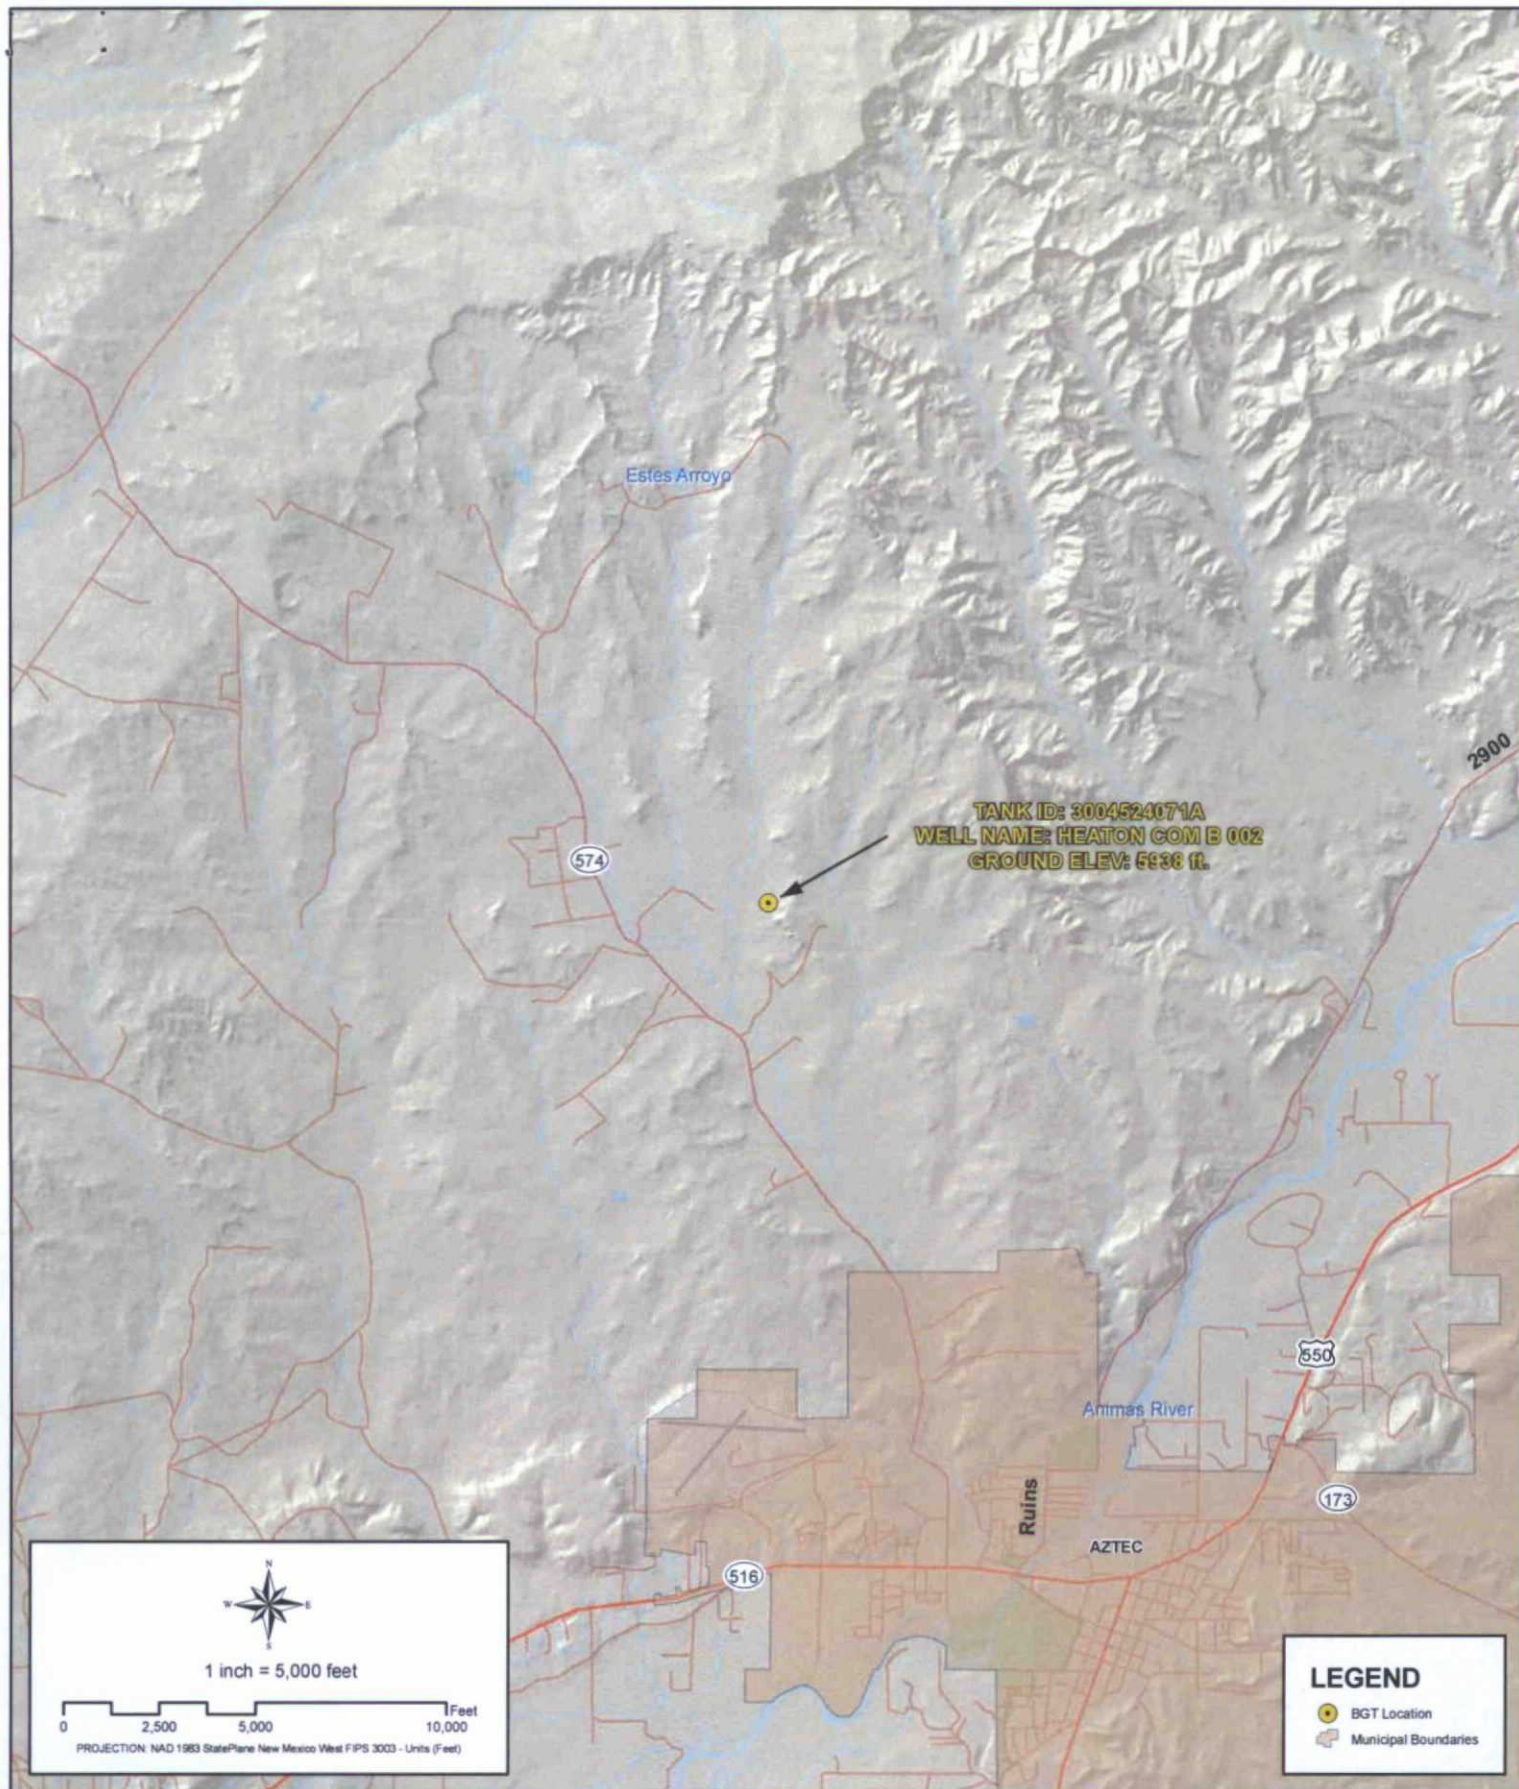 Estes Arroyo
2900
TANK ID: 3004524071A
WELL NAME: HEATON COM B 002
GROUND ELEV: 5938 ft.
574
550
Animas River
173
Ruins
AZTEC
516
N
W E
S
1 inch = 5,000 feet
Feet
0 2,500 5,000 10,000
PROJECTION: NAD 1983 StatePlane New Mexico West FIPS 3003 - Units (Feet)
LEGEND
BGT Location
Municipal Boundaries